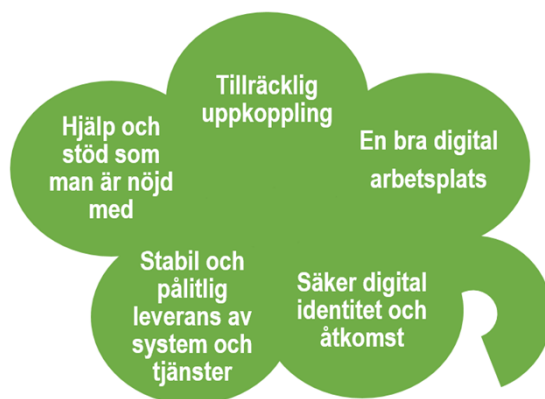 Tillräcklig
uppkoppling
Hjälp och
stöd som
man är nöjd
med
En bra digital
arbetsplats
Stabil och
pålitlig
leverans av
system och
tjänster
Säker digital
identitet och
åtkomst